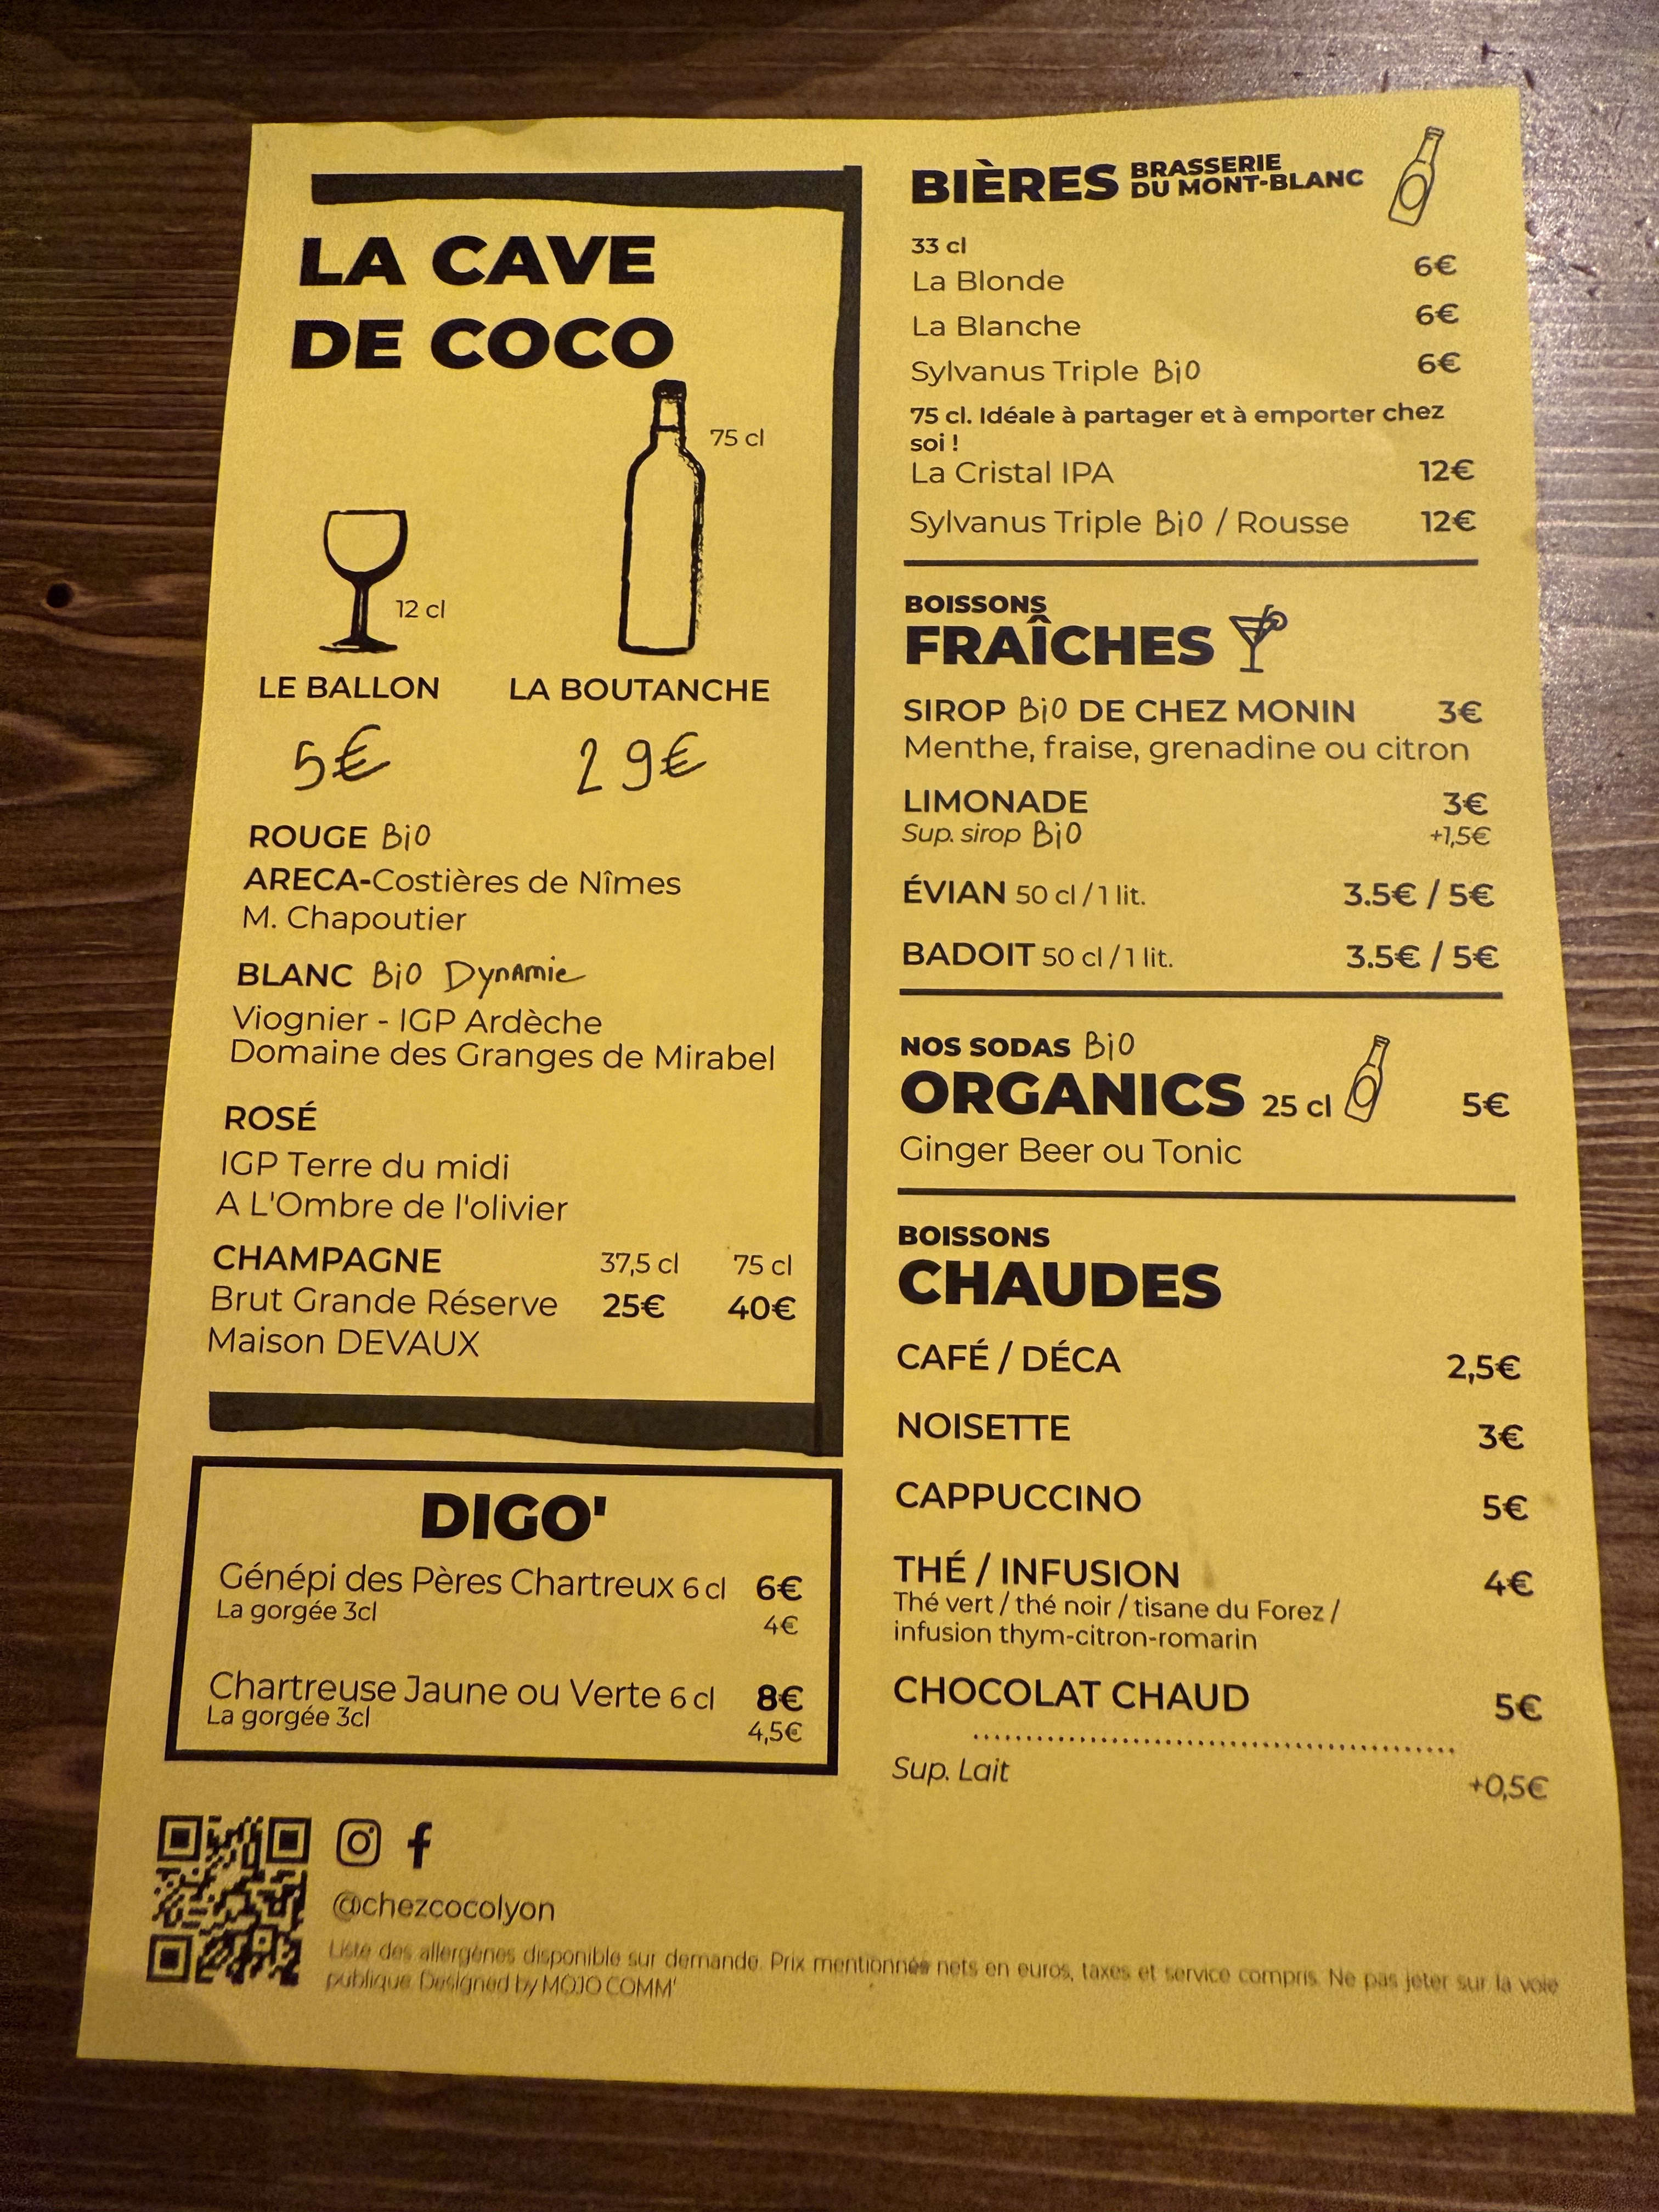 LA CAVE
DE COCO
75 cl
12 cl
LE BALLON
LA BOUTANCHE
5€
29€
ROUGE Bio
ARECA-Costières de Nîmes
M. Chapoutier
BLANC Bio Dynamie
Viognier - IGP Ardèche
Domaine des Granges de Mirabel
ROSÉ
IGP Terre du midi
A L'Ombre de l'olivier
CHAMPAGNE 37,5 cl 75 cl
Brut Grande Réserve 25€ 40€
Maison DEVAUX
DIGO'
Génépi des Pères Chartreux 6 cl 6€
La gorgée 3cl 4€
Chartreuse Jaune ou Verte 6 cl 8€
La gorgée 3cl 4,5€
@chezcocolyon
BIÈRES BRASSERIE
DU MONT-BLANC
33 cl
La Blonde 6€
La Blanche 6€
Sylvanus Triple Bio 6€
75 cl. Idéale à partager et à emporter chez
soi !
La Cristal IPA 12€
Sylvanus Triple Bio / Rousse 12€
BOISSONS
FRAÎCHES
SIROP Bio DE CHEZ MONIN 3€
Menthe, fraise, grenadine ou citron
LIMONADE 3€
Sup. sirop Bio +1,5€
ÉVIAN 50 cl / 1 lit. 3.5€ / 5€
BADOIT 50 cl / 1 lit. 3.5€ / 5€
NOS SODAS Bio
ORGANICS 25 cl 5€
Ginger Beer ou Tonic
BOISSONS
CHAUDES
CAFÉ / DÉCA 2,5€
NOISETTE 3€
CAPPUCCINO 5€
THÉ / INFUSION 4€
Thé vert / thé noir / tisane du Forez /
infusion thym-citron-romarin
CHOCOLAT CHAUD 5€
Sup. Lait +0,5€
Liste des allergènes disponible sur demande. Prix mentionnés nets en euros, taxes et service compris. Ne pas jeter sur la voie
publique. Designed by MOJO COMM'